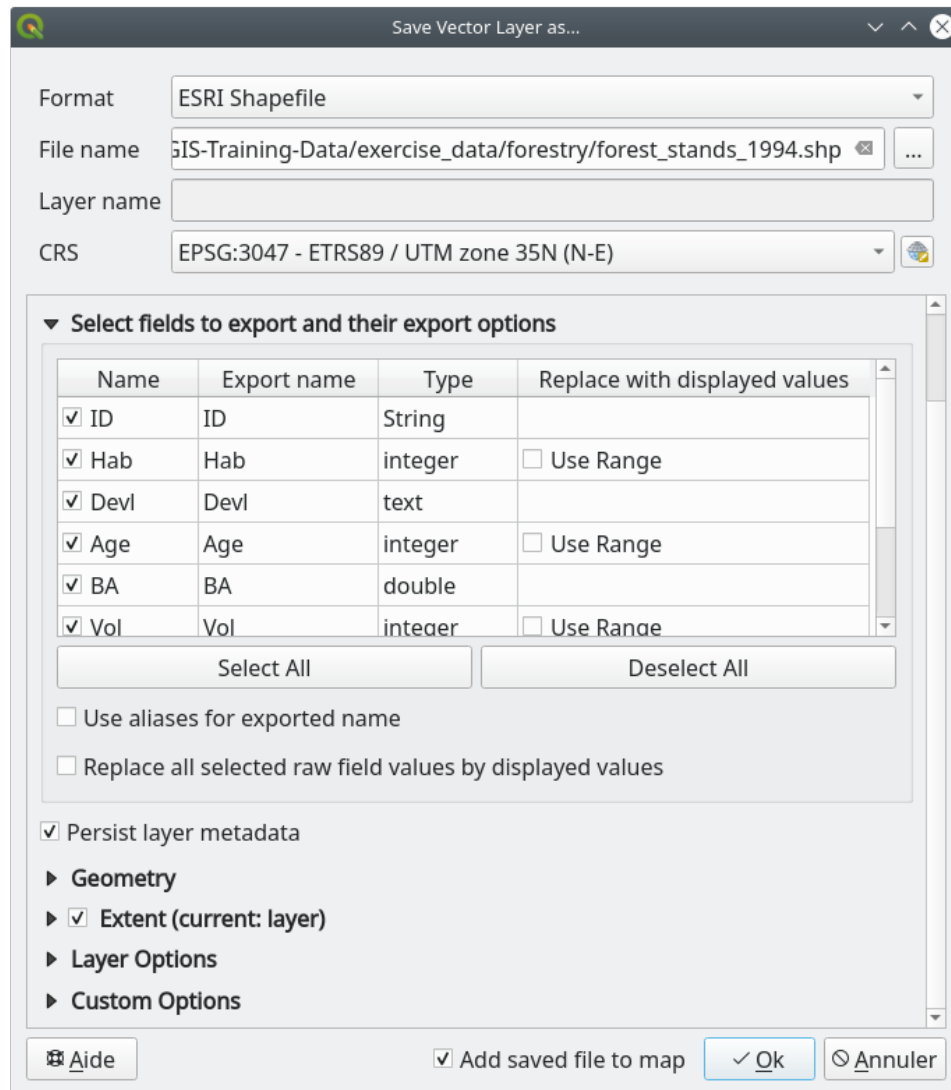 Save Vector Layer as...
Format ESRI Shapefile
File name GIS-Training-Data/exercise_data/forestry/forest_stands_1994.shp ...
Layer name
CRS EPSG:3047 - ETRS89 / UTM zone 35N (N-E)
Select fields to export and their export options
Name Export name Type Replace with displayed values
ID ID String
Hab Hab integer Use Range
Devl Devl text
Age Age integer Use Range
BA BA double
Vol Vol integer Use Range
Select All Deselect All
Use aliases for exported name
Replace all selected raw field values by displayed values
Persist layer metadata
Geometry
Extent (current: layer)
Layer Options
Custom Options
Aide Add saved file to map Ok Annuler